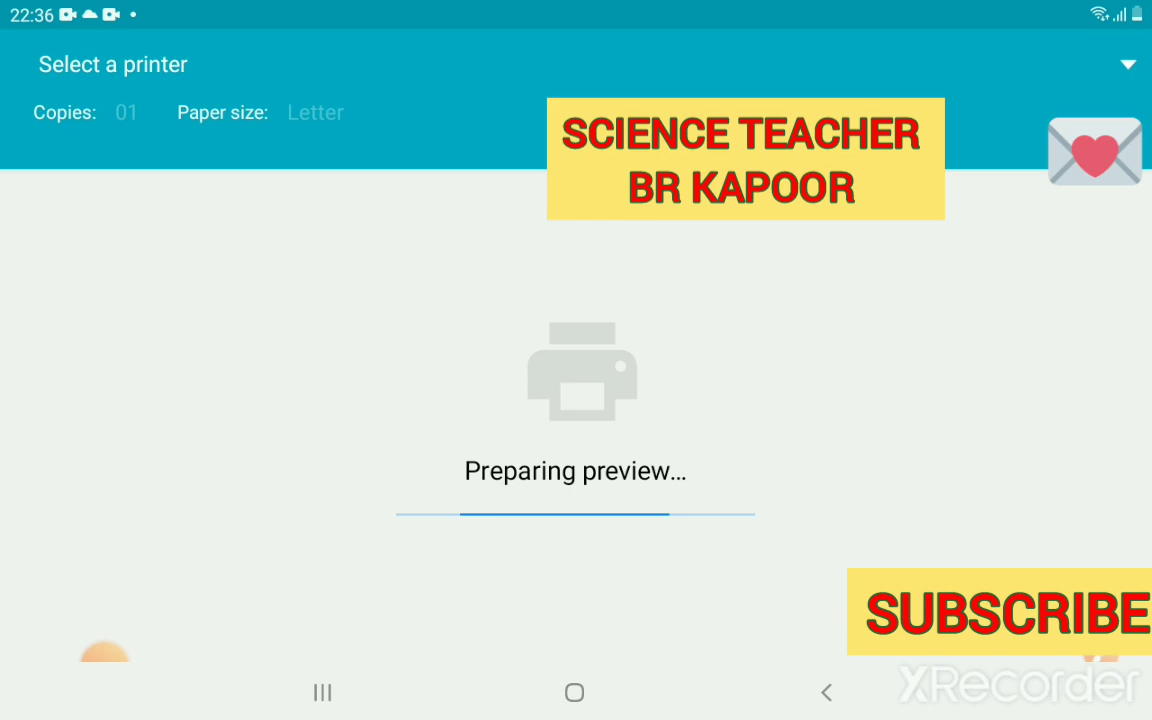 22:36
Select a printer
Copies: 01 Paper size: Letter
SCIENCE TEACHER
BR KAPOOR
Preparing preview...
SUBSCRIBE
XRecorder